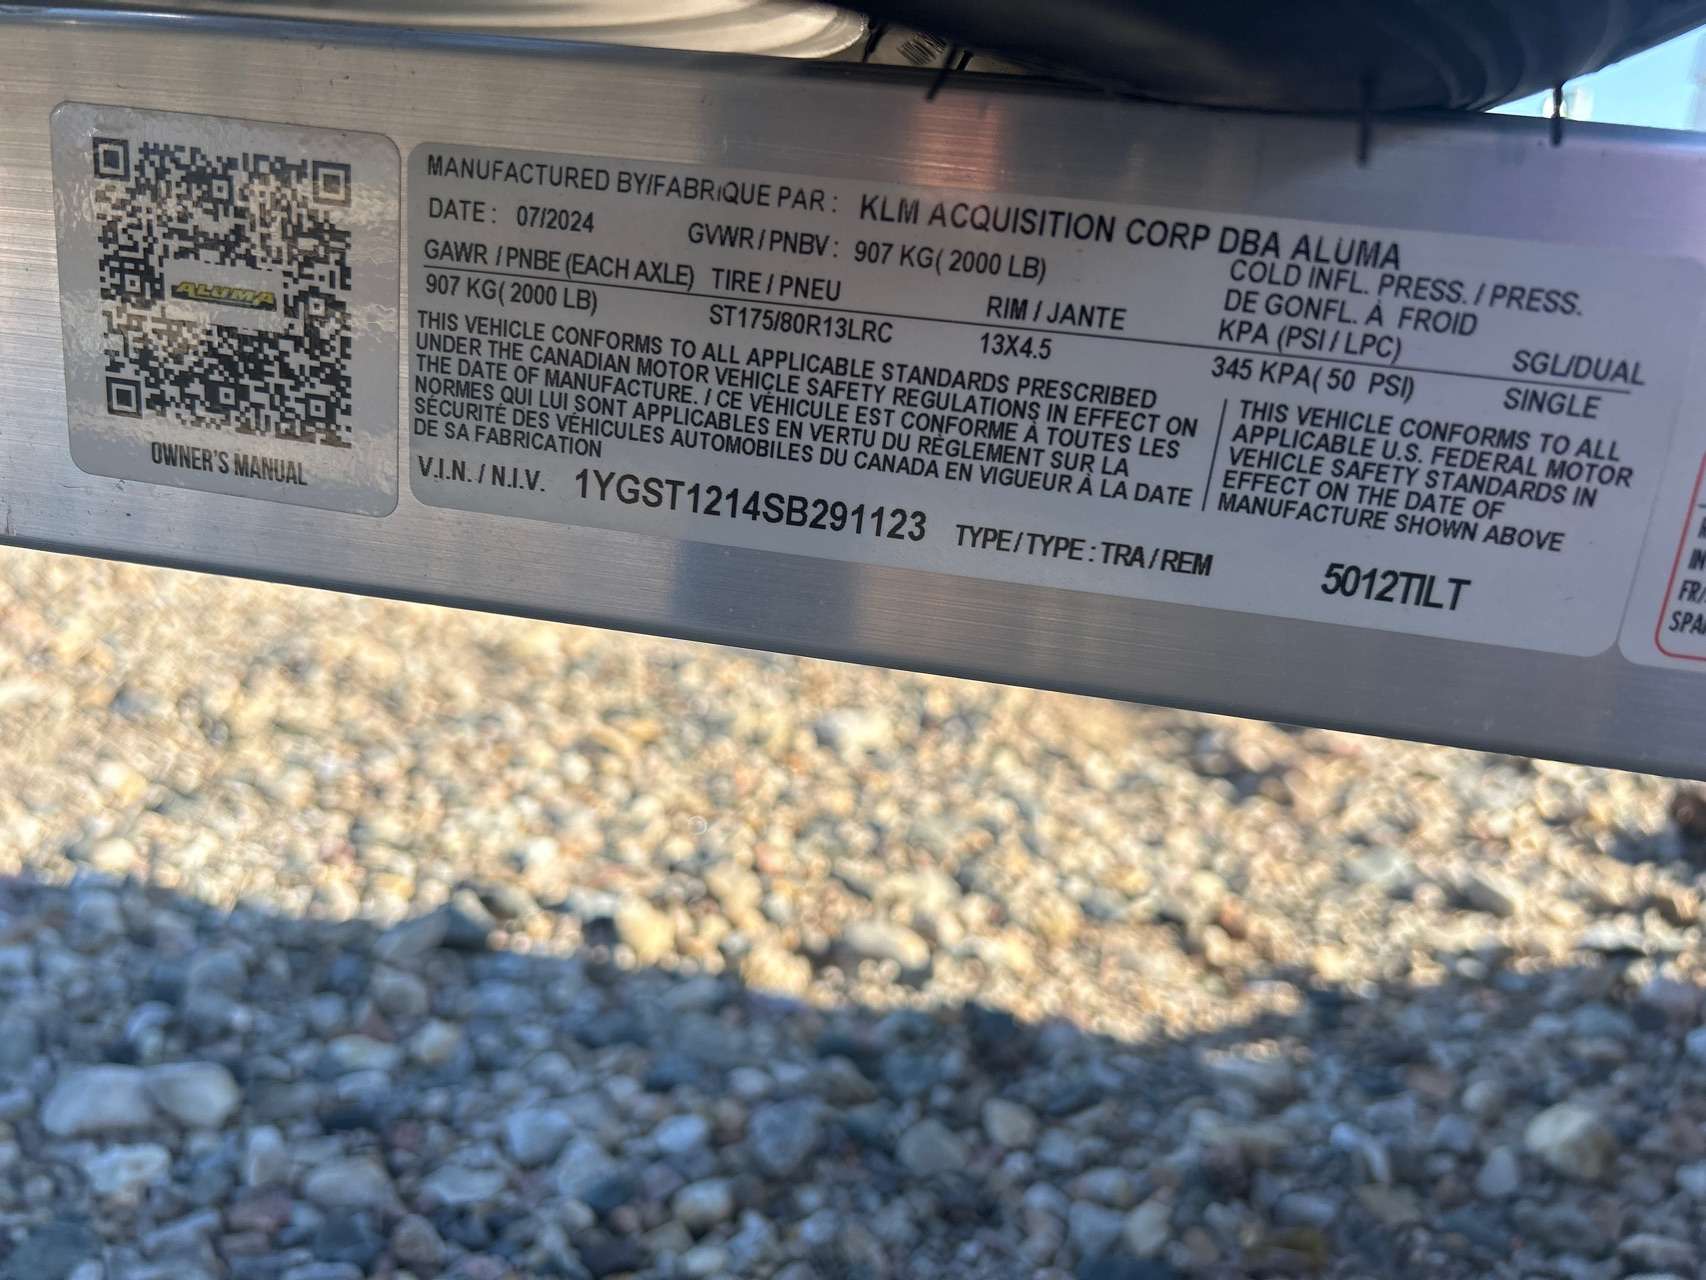 ALUMA
OWNER'S MANUAL
MANUFACTURED BY/FABRIQUE PAR : KLM ACQUISITION CORP DBA ALUMA
DATE : 07/2024 GVWR / PNBV : 907 KG( 2000 LB)
GAWR / PNBE (EACH AXLE) TIRE / PNEU RIM / JANTE
COLD INFL. PRESS. / PRESS.
DE GONFL. À FROID
KPA (PSI / LPC) SGL/DUAL
907 KG( 2000 LB) ST175/80R13LRC 13X4.5 345 KPA( 50 PSI) SINGLE
THIS VEHICLE CONFORMS TO ALL APPLICABLE STANDARDS PRESCRIBED
UNDER THE CANADIAN MOTOR VEHICLE SAFETY REGULATIONS IN EFFECT ON
THE DATE OF MANUFACTURE. / CE VÉHICULE EST CONFORME À TOUTES LES
NORMES QUI LUI SONT APPLICABLES EN VERTU DU RÈGLEMENT SUR LA
SÉCURITÉ DES VÉHICULES AUTOMOBILES DU CANADA EN VIGUEUR À LA DATE
DE SA FABRICATION
THIS VEHICLE CONFORMS TO ALL
APPLICABLE U.S. FEDERAL MOTOR
VEHICLE SAFETY STANDARDS IN
EFFECT ON THE DATE OF
MANUFACTURE SHOWN ABOVE
V.I.N. / N.I.V. 1YGST1214SB291123 TYPE / TYPE : TRA / REM 5012TILT
IN
FR/
SPA